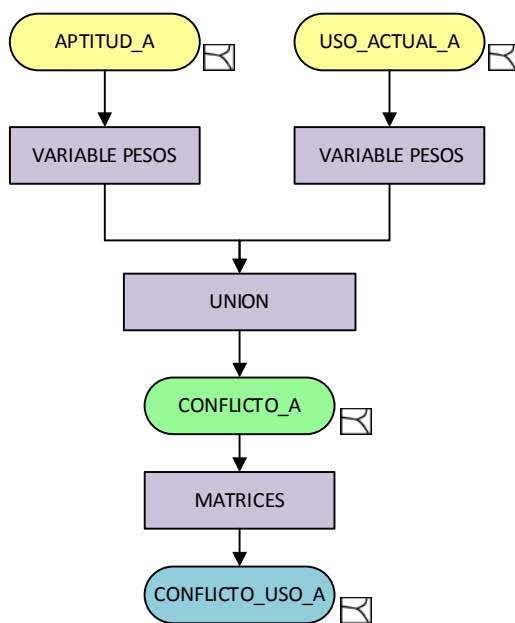 APTITUD_A
USO_ACTUAL_A
VARIABLE PESOS
VARIABLE PESOS
UNION
CONFLICTO_A
MATRICES
CONFLICTO_USO_A